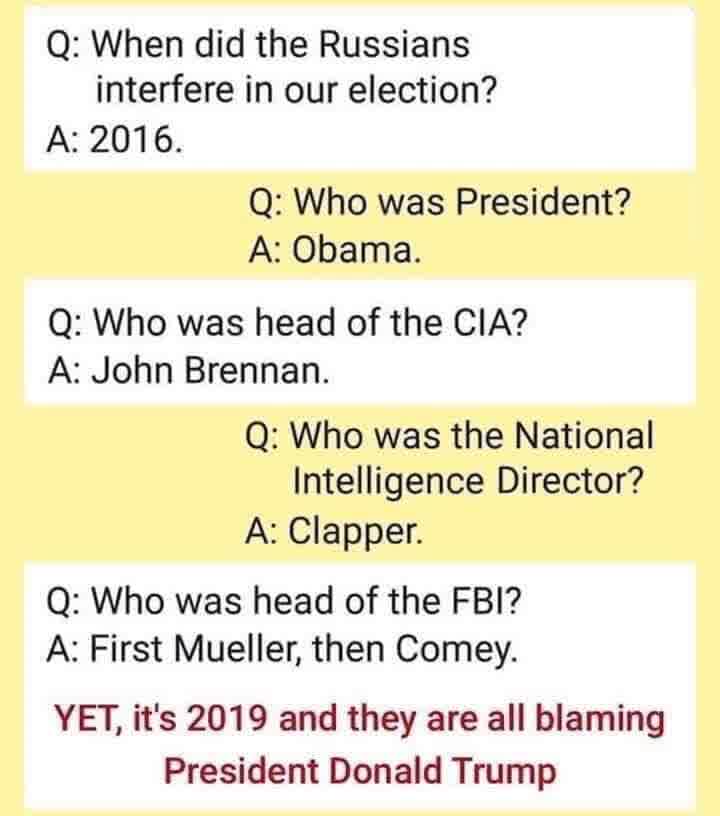 Q: When did the Russians
interfere in our election?
A: 2016.
Q: Who was President?
A: Obama.
Q: Who was head of the CIA?
A: John Brennan.
Q: Who was the National
Intelligence Director?
A: Clapper.
Q: Who was head of the FBI?
A: First Mueller, then Comey.
YET, it's 2019 and they are all blaming
President Donald Trump